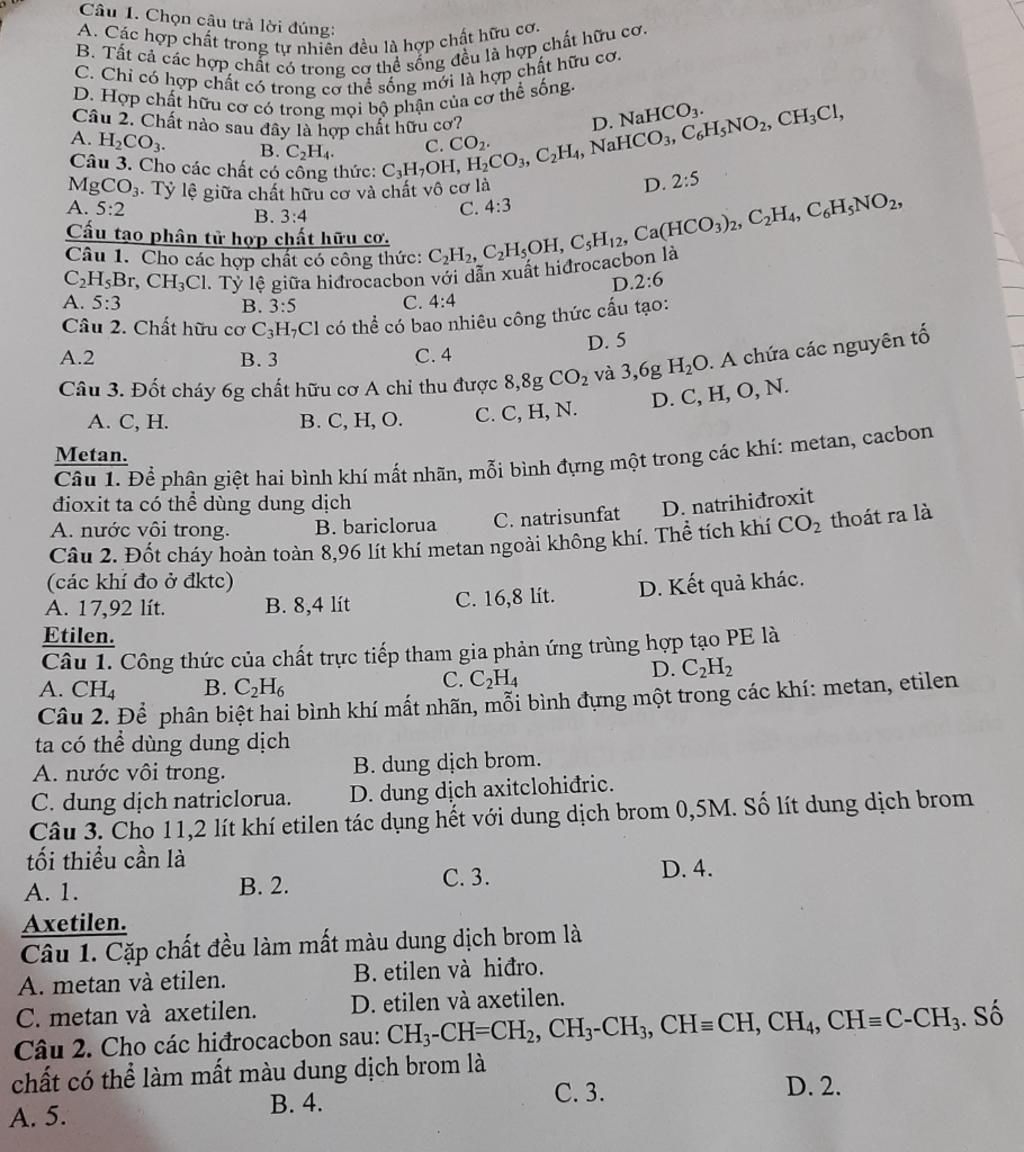 Câu 1. Chọn câu trả lời đúng:
A. Các hợp chất trong tự nhiên đều là hợp chất hữu cơ.
B. Tất cả các hợp chất có trong cơ thể sống đều là hợp chất hữu cơ.
C. Chỉ có hợp chất có trong cơ thể sống mới là hợp chất hữu cơ.
D. Hợp chất hữu cơ có trong mọi bộ phận của cơ thể sống.
Câu 2. Chất nào sau đây là hợp chất hữu cơ?
A. H₂CO₃. B. C₂H₄. C. CO₂. D. NaHCO₃.
Câu 3. Cho các chất có công thức: C₃H₇OH, H₂CO₃, C₂H₄, NaHCO₃, C₆H₅NO₂, CH₃Cl,
MgCO₃. Tỷ lệ giữa chất hữu cơ và chất vô cơ là
A. 5:2 B. 3:4 C. 4:3 D. 2:5
Cấu tạo phân tử hợp chất hữu cơ.
Câu 1. Cho các hợp chất có công thức: C₂H₂, C₂H₅OH, C₅H₁₂, Ca(HCO₃)₂, C₂H₄, C₆H₅NO₂,
C₂H₅Br, CH₃Cl. Tỷ lệ giữa hiđrocacbon với dẫn xuất hiđrocacbon là
A. 5:3 B. 3:5 C. 4:4 D.2:6
Câu 2. Chất hữu cơ C₃H₇Cl có thể có bao nhiêu công thức cấu tạo:
A.2 B. 3 C. 4 D. 5
Câu 3. Đốt cháy 6g chất hữu cơ A chỉ thu được 8,8g CO₂ và 3,6g H₂O. A chứa các nguyên tố
A. C, H. B. C, H, O. C. C, H, N. D. C, H, O, N.
Metan.
Câu 1. Để phân giệt hai bình khí mất nhãn, mỗi bình đựng một trong các khí: metan, cacbon
đioxit ta có thể dùng dung dịch
A. nước vôi trong. B. bariclorua C. natrisunfat D. natrihiđroxit
Câu 2. Đốt cháy hoàn toàn 8,96 lít khí metan ngoài không khí. Thể tích khí CO₂ thoát ra là
(các khí đo ở đktc)
A. 17,92 lít. B. 8,4 lít C. 16,8 lít. D. Kết quả khác.
Etilen.
Câu 1. Công thức của chất trực tiếp tham gia phản ứng trùng hợp tạo PE là
A. CH₄ B. C₂H₆ C. C₂H₄ D. C₂H₂
Câu 2. Để phân biệt hai bình khí mất nhãn, mỗi bình đựng một trong các khí: metan, etilen
ta có thể dùng dung dịch
A. nước vôi trong. B. dung dịch brom.
C. dung dịch natriclorua. D. dung dịch axitclohiđric.
Câu 3. Cho 11,2 lít khí etilen tác dụng hết với dung dịch brom 0,5M. Số lít dung dịch brom
tối thiểu cần là
A. 1. B. 2. C. 3. D. 4.
Axetilen.
Câu 1. Cặp chất đều làm mất màu dung dịch brom là
A. metan và etilen. B. etilen và hiđro.
C. metan và axetilen. D. etilen và axetilen.
Câu 2. Cho các hiđrocacbon sau: CH₃-CH=CH₂, CH₃-CH₃, CH≡CH, CH₄, CH≡C-CH₃. Số
chất có thể làm mất màu dung dịch brom là
A. 5. B. 4. C. 3. D. 2.